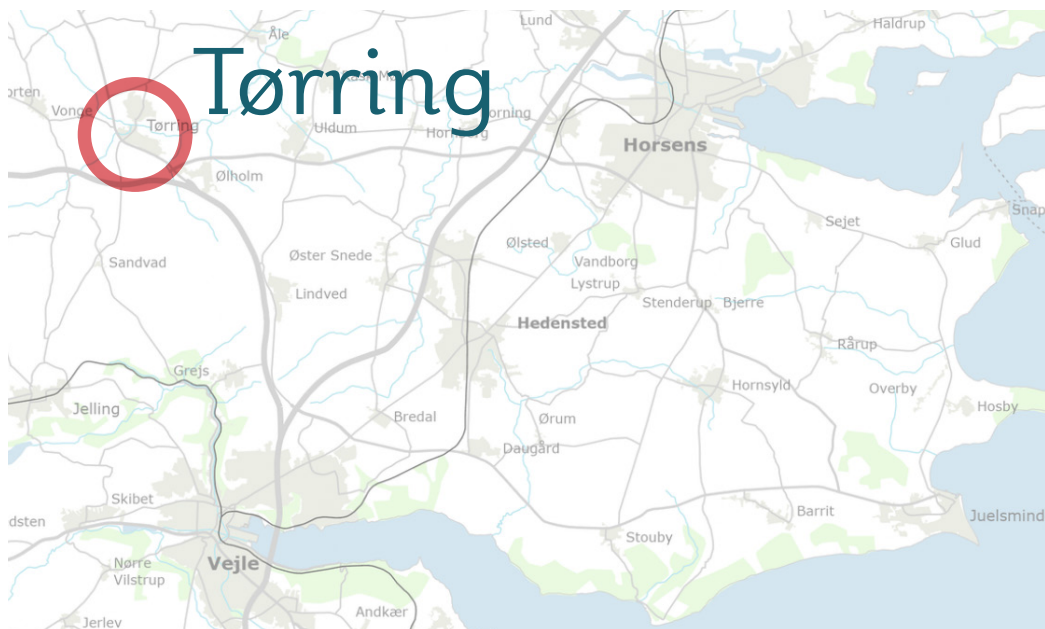 Lund
Haldrup
Åle
Tørring
Vonge
Tørring
Uldum
Hornborg
Horsens
Ølholm
Snap
Sejet
Glud
Ølsted
Øster Snede
Vandborg
Sandvad
Lystrup
Lindved
Stenderup
Bjerre
Hedensted
Rårup
Grejs
Hornsyld
Overby
Jelling
Hosby
Bredal
Ørum
Daugård
Skibet
Barrit
Juelsmind
dsten
Stouby
Vejle
Nørre
Vilstrup
Andkær
Jerlev